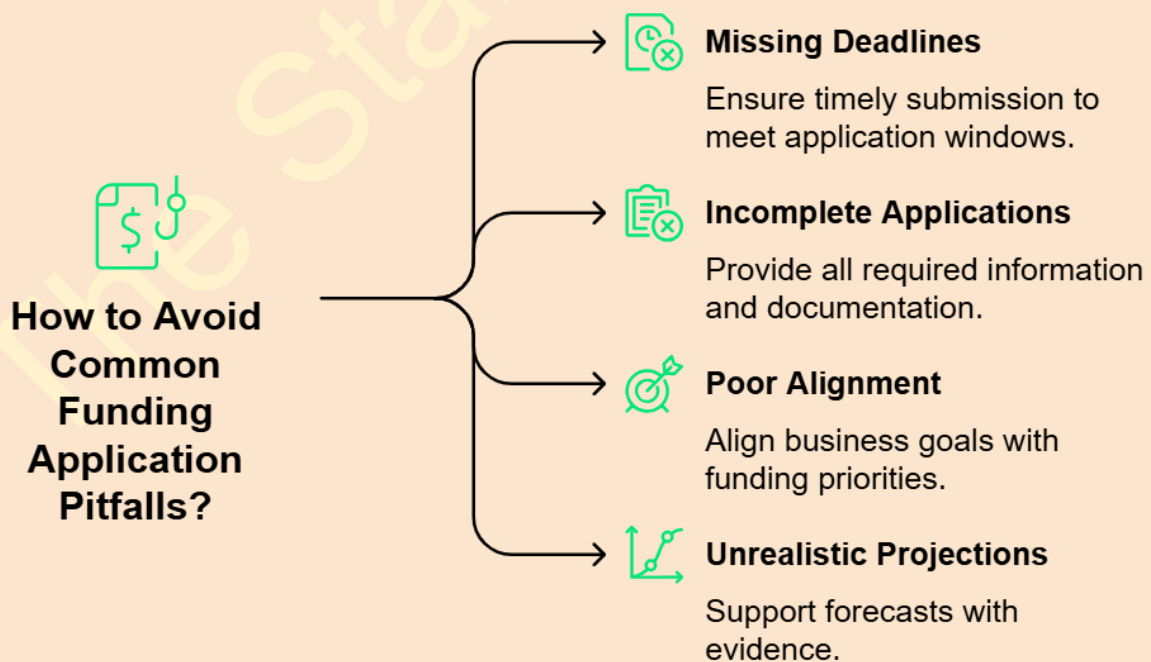 The Sta
How to Avoid
Common
Funding
Application
Pitfalls?
Missing Deadlines
Ensure timely submission to
meet application windows.
Incomplete Applications
Provide all required information
and documentation.
Poor Alignment
Align business goals with
funding priorities.
Unrealistic Projections
Support forecasts with
evidence.
$